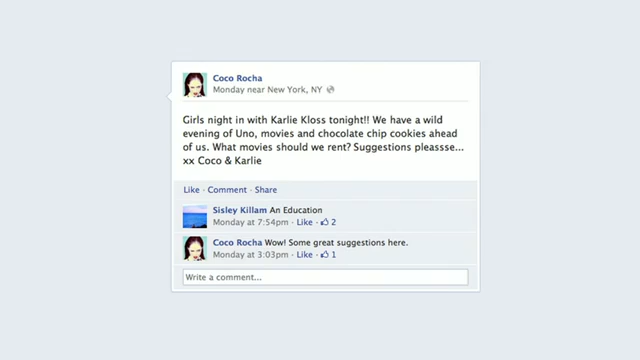 Coco Rocha
Monday near New York, NY
Girls night in with Karlie Kloss tonight!! We have a wild
evening of Uno, movies and chocolate chip cookies ahead
of us. What movies should we rent? Suggestions pleassse...
xx Coco & Karlie
Like · Comment · Share
Sisley Killam An Education
Monday at 7:54pm · Like · 2
Coco Rocha Wow! Some great suggestions here.
Monday at 3:03pm · Like · 1
Write a comment...